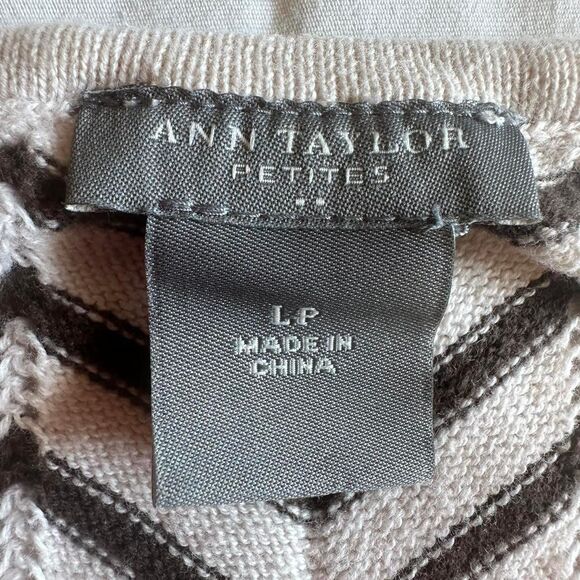 ANN TAYLOR
PETITES
LP
MADE IN
CHINA